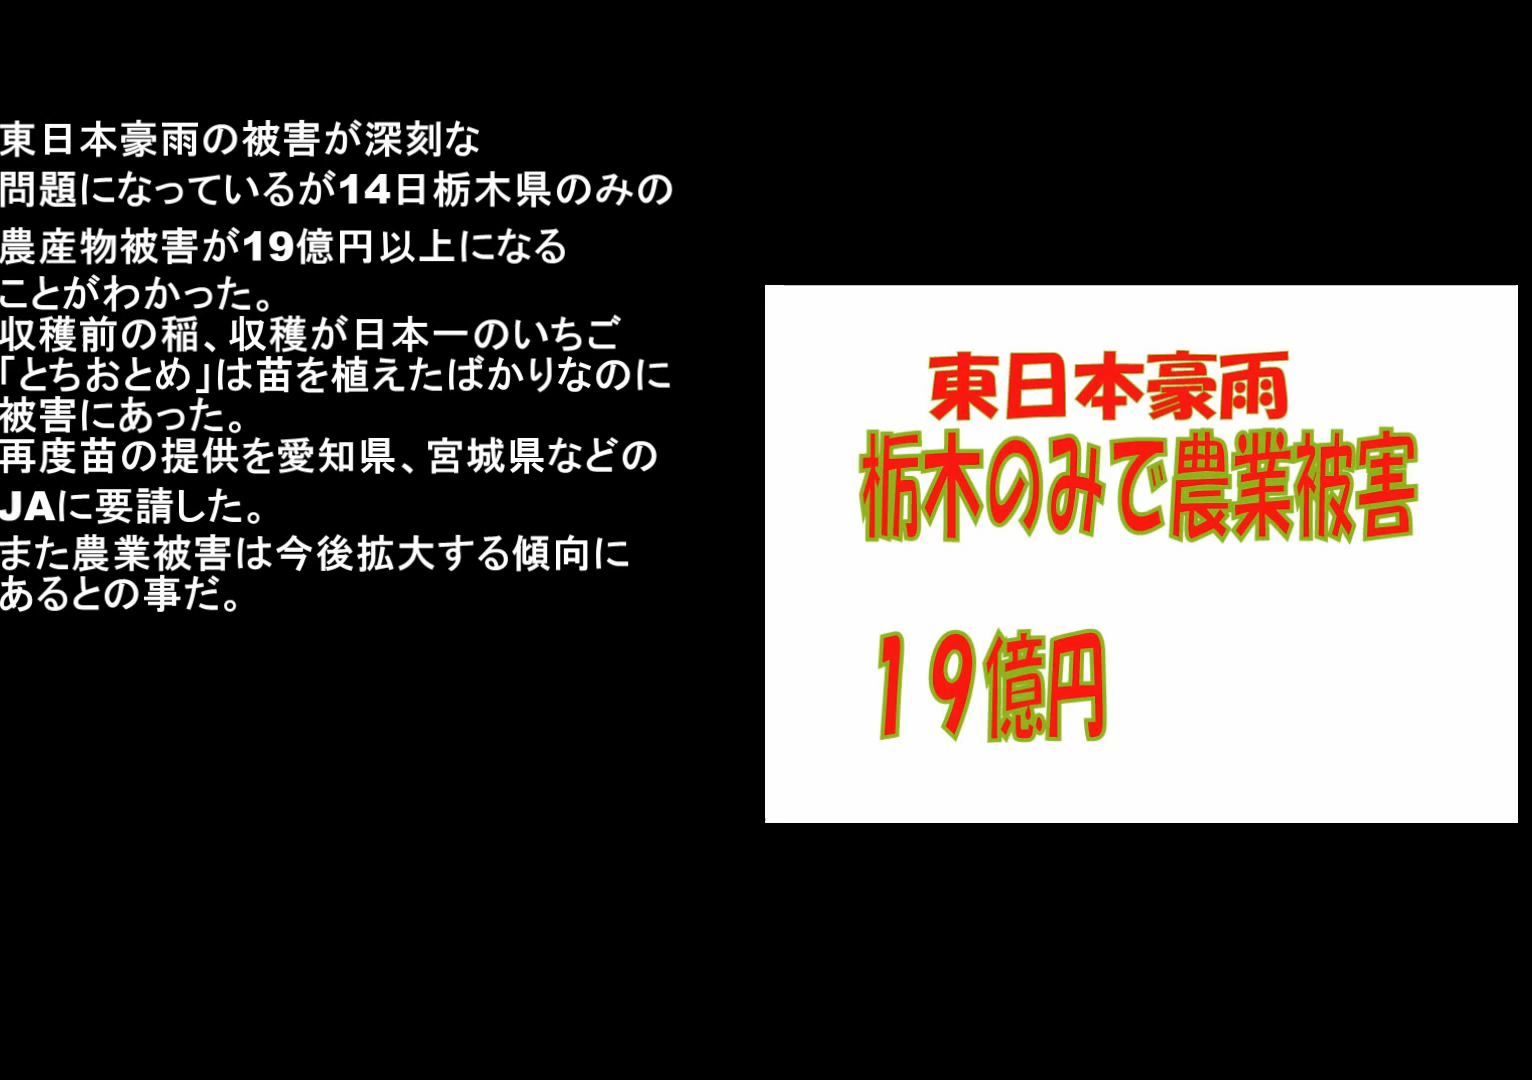 東日本豪雨の被害が深刻な
問題になっているが14日栃木県のみの
農産物被害が19億円以上になる
ことがわかった。
収穫前の稲、収穫が日本一のいちご
「とちおとめ」は苗を植えたばかりなのに
被害にあった。
再度苗の提供を愛知県、宮城県などの
JAに要請した。
また農業被害は今後拡大する傾向に
あるとの事だ。
東日本豪雨
栃木のみで農業被害
１９億円